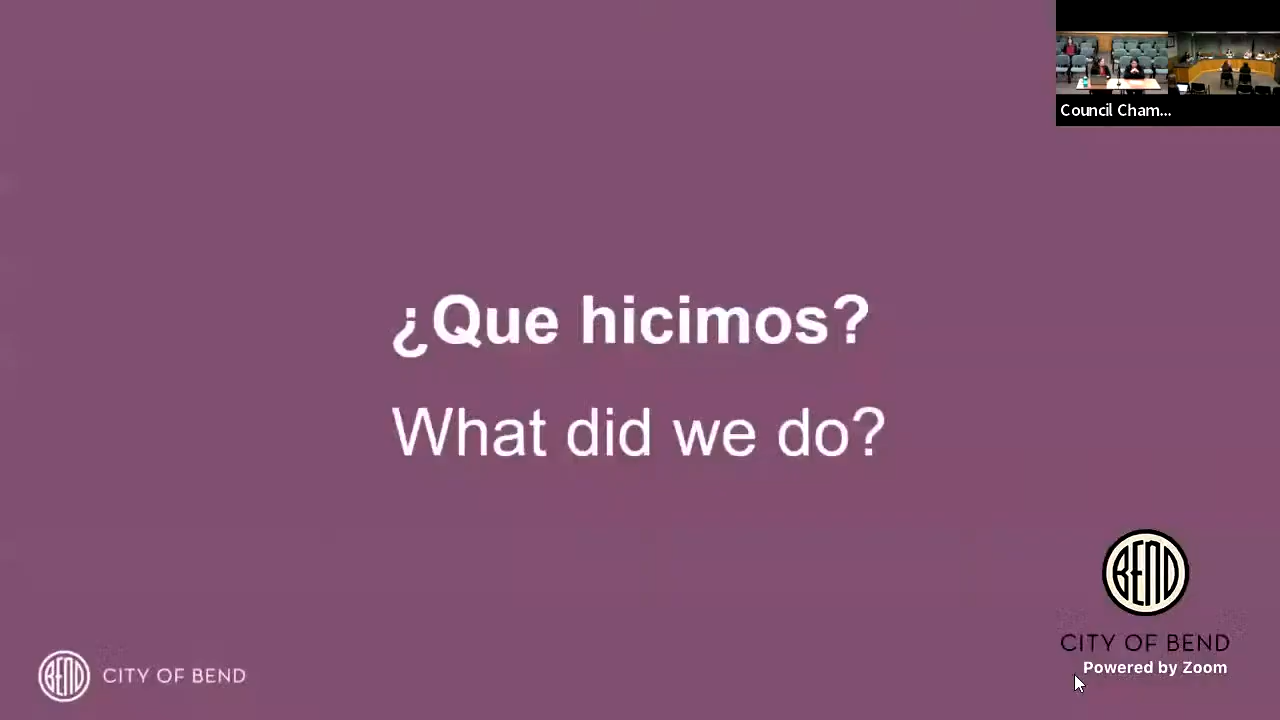 Council Cham...
¿Que hicimos?
What did we do?
BEND
CITY OF BEND
Powered by Zoom
BEND
CITY OF BEND